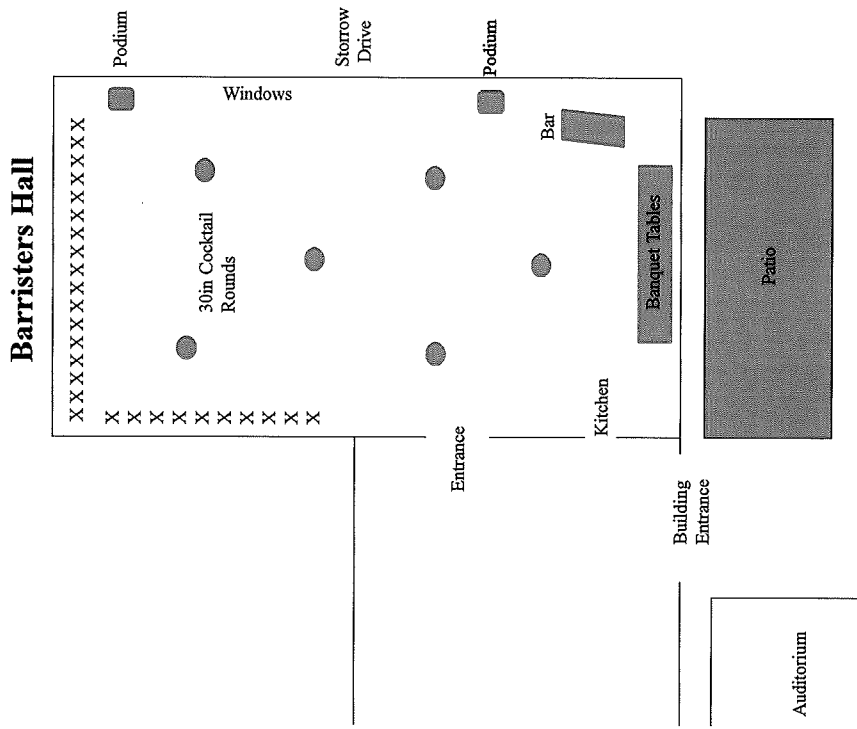 Barristers Hall
X X X X X X X X X X X X X X X X X X
X X X X X X X X X X X X X X X X X X
X X X X X X X X X X
Podium
Windows
30in Cocktail
Rounds
Storrow
Drive
Podium
Bar
Entrance
Kitchen
Banquet Tables
Building
Entrance
Patio
Auditorium